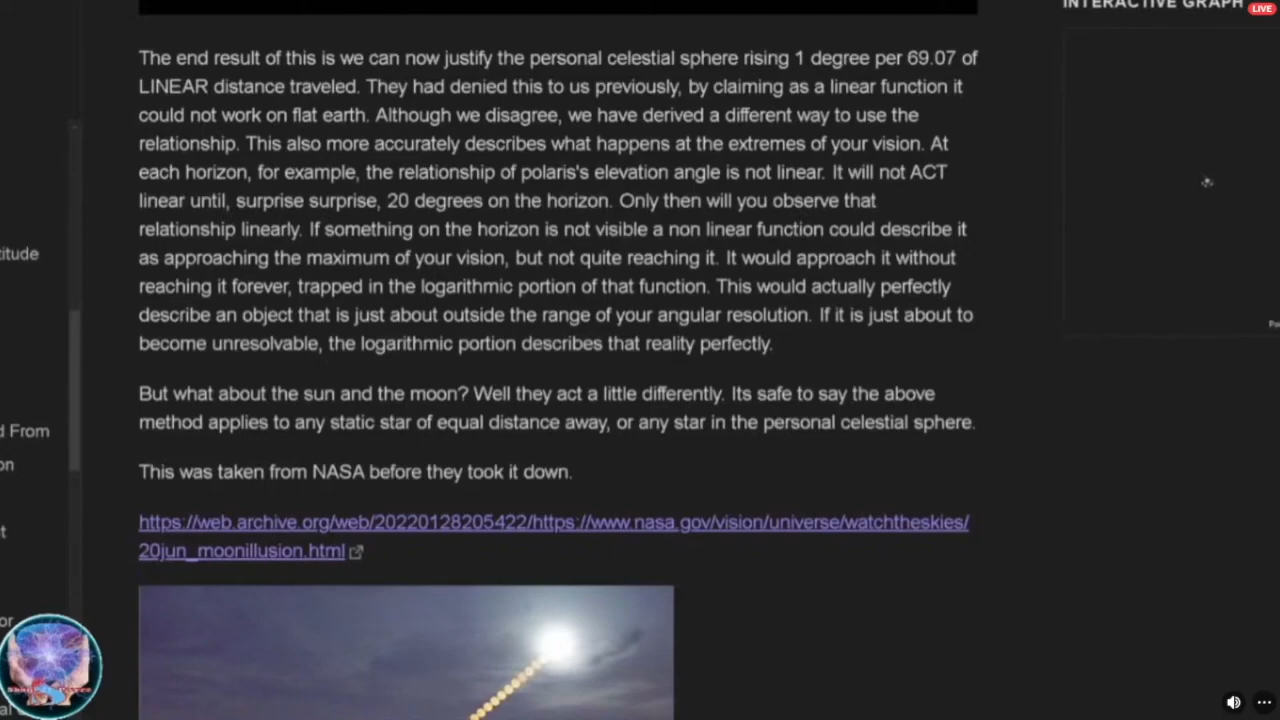 INTERACTIVE GRAPH
LIVE
The end result of this is we can now justify the personal celestial sphere rising 1 degree per 69.07 of
LINEAR distance traveled. They had denied this to us previously, by claiming as a linear function it
could not work on flat earth. Although we disagree, we have derived a different way to use the
relationship. This also more accurately describes what happens at the extremes of your vision. At
each horizon, for example, the relationship of polaris's elevation angle is not linear. It will not ACT
linear until, surprise surprise, 20 degrees on the horizon. Only then will you observe that
relationship linearly. If something on the horizon is not visible a non linear function could describe it
as approaching the maximum of your vision, but not quite reaching it. It would approach it without
reaching it forever, trapped in the logarithmic portion of that function. This would actually perfectly
describe an object that is just about outside the range of your angular resolution. If it is just about to
become unresolvable, the logarithmic portion describes that reality perfectly.
But what about the sun and the moon? Well they act a little differently. Its safe to say the above
method applies to any static star of equal distance away, or any star in the personal celestial sphere.
This was taken from NASA before they took it down.
https://web.archive.org/web/20220128205422/https://www.nasa.gov/vision/universe/watchtheskies/
20jun_moonillusion.html
titude
d From
on
t
or